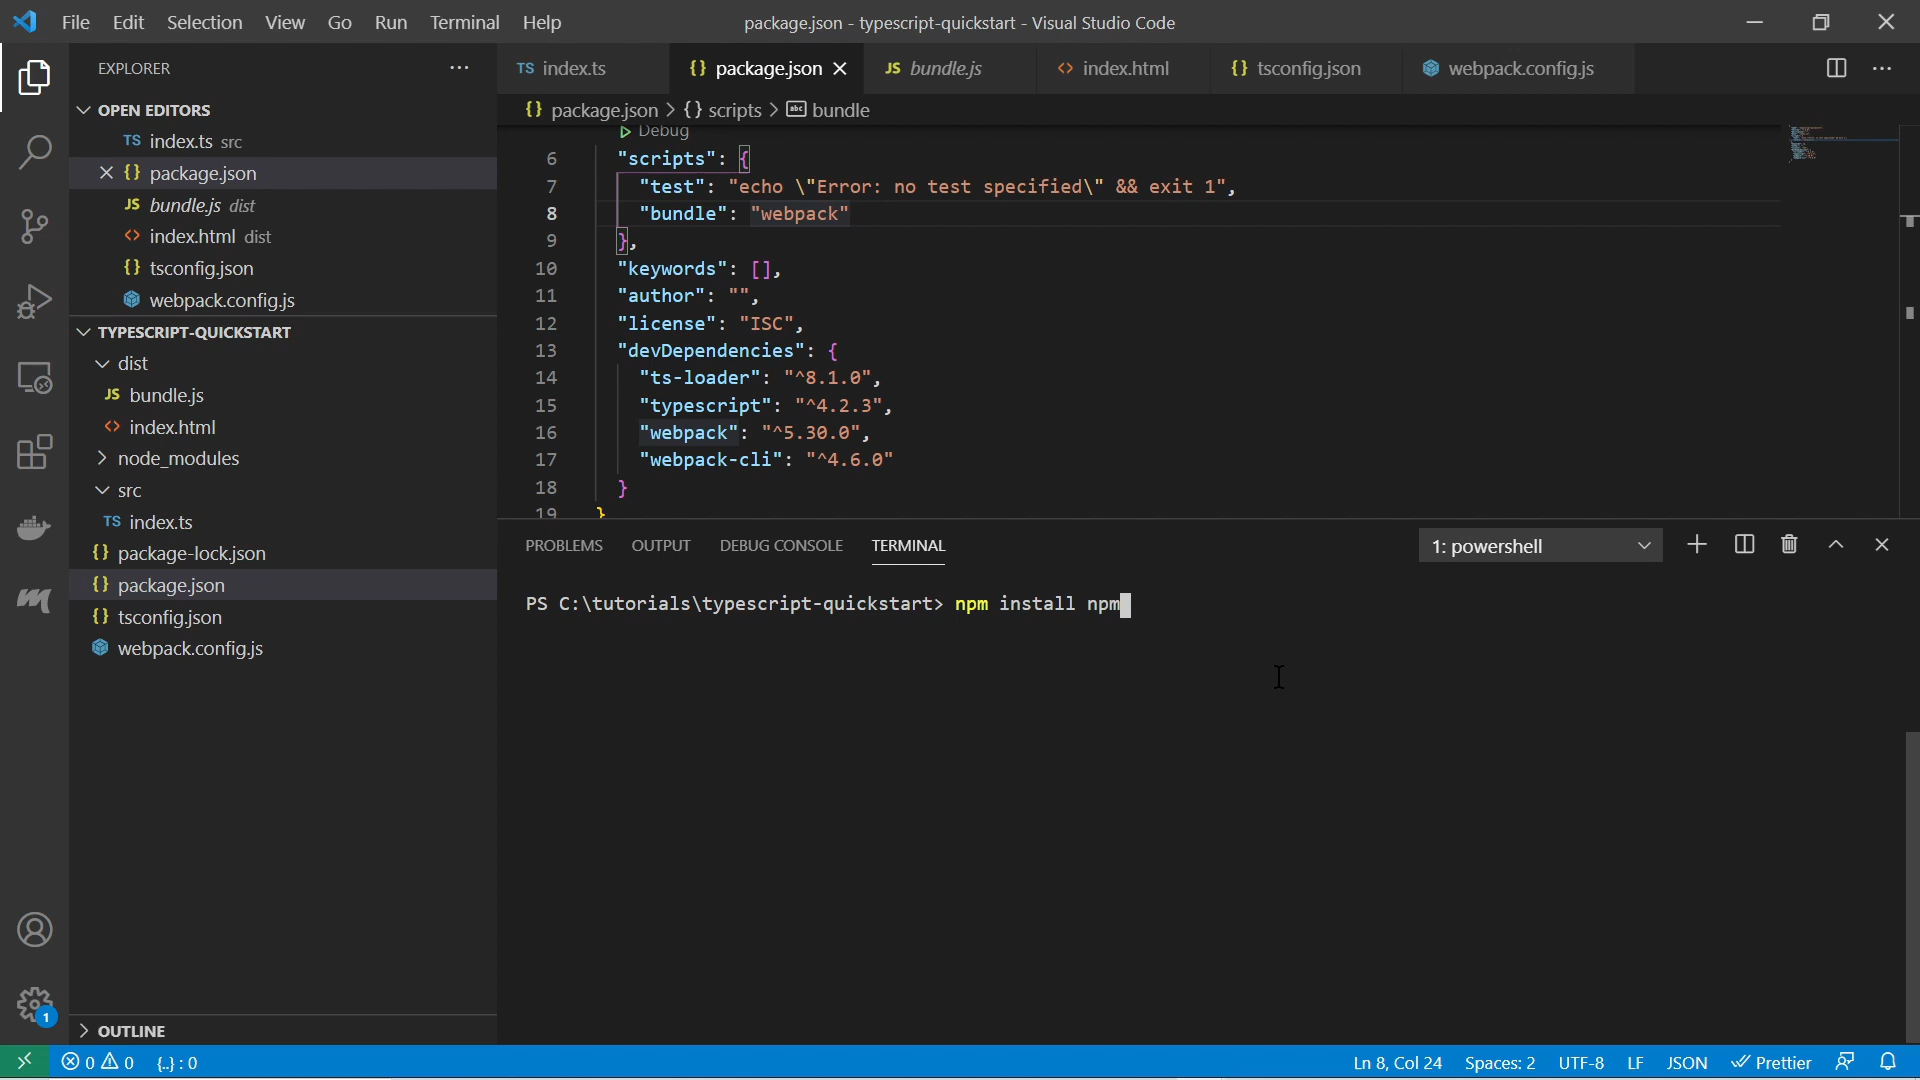 File Edit Selection View Go Run Terminal Help
package.json - typescript-quickstart - Visual Studio Code
EXPLORER
OPEN EDITORS
TS index.ts src
{} package.json
JS bundle.js dist
<> index.html dist
{} tsconfig.json
webpack.config.js
TYPESCRIPT-QUICKSTART
dist
JS bundle.js
<> index.html
node_modules
src
TS index.ts
{} package-lock.json
{} package.json
{} tsconfig.json
webpack.config.js
OUTLINE
TS index.ts
{} package.json
JS bundle.js
<> index.html
{} tsconfig.json
webpack.config.js
{} package.json > {} scripts > abc bundle
Debug
6 "scripts": {
7 "test": "echo \"Error: no test specified\" && exit 1",
8 "bundle": "webpack"
9 },
10 "keywords": [],
11 "author": "",
12 "license": "ISC",
13 "devDependencies": {
14 "ts-loader": "^8.1.0",
15 "typescript": "^4.2.3",
16 "webpack": "^5.30.0",
17 "webpack-cli": "^4.6.0"
18 }
19 }
PROBLEMS OUTPUT DEBUG CONSOLE TERMINAL
1: powershell
PS C:\tutorials\typescript-quickstart> npm install npm
1
0 0 {..} : 0
Ln 8, Col 24 Spaces: 2 UTF-8 LF JSON Prettier